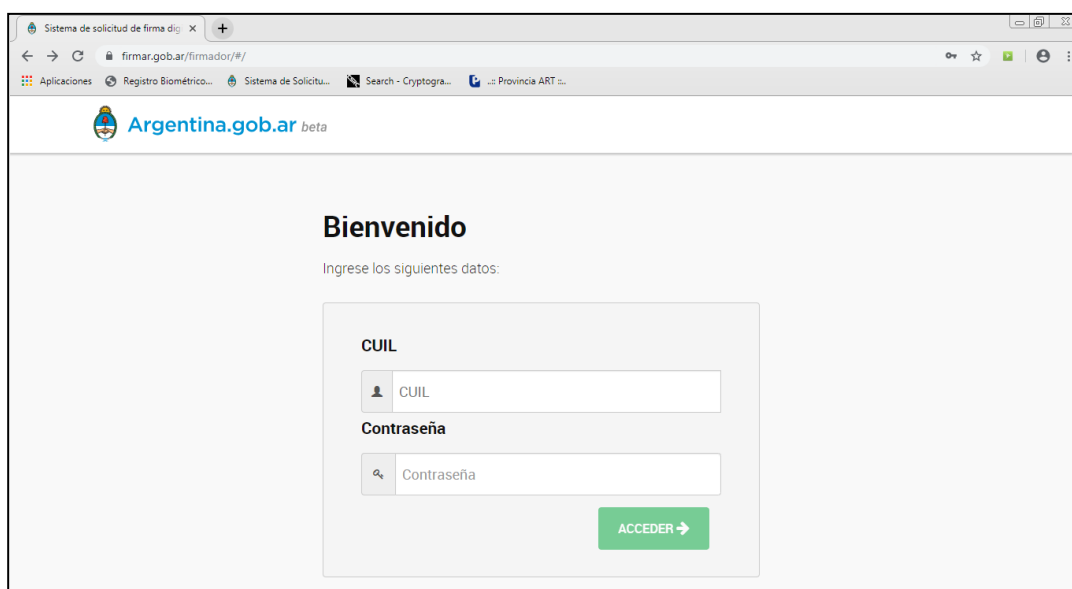 Sistema de solicitud de firma dig
firmar.gob.ar/firmador/#/
Aplicaciones Registro Biométrico... Sistema de Solicitu... Search - Cryptogra... ..:: Provincia ART ::..
Argentina.gob.ar beta
Bienvenido
Ingrese los siguientes datos:
CUIL
CUIL
Contraseña
Contraseña
ACCEDER